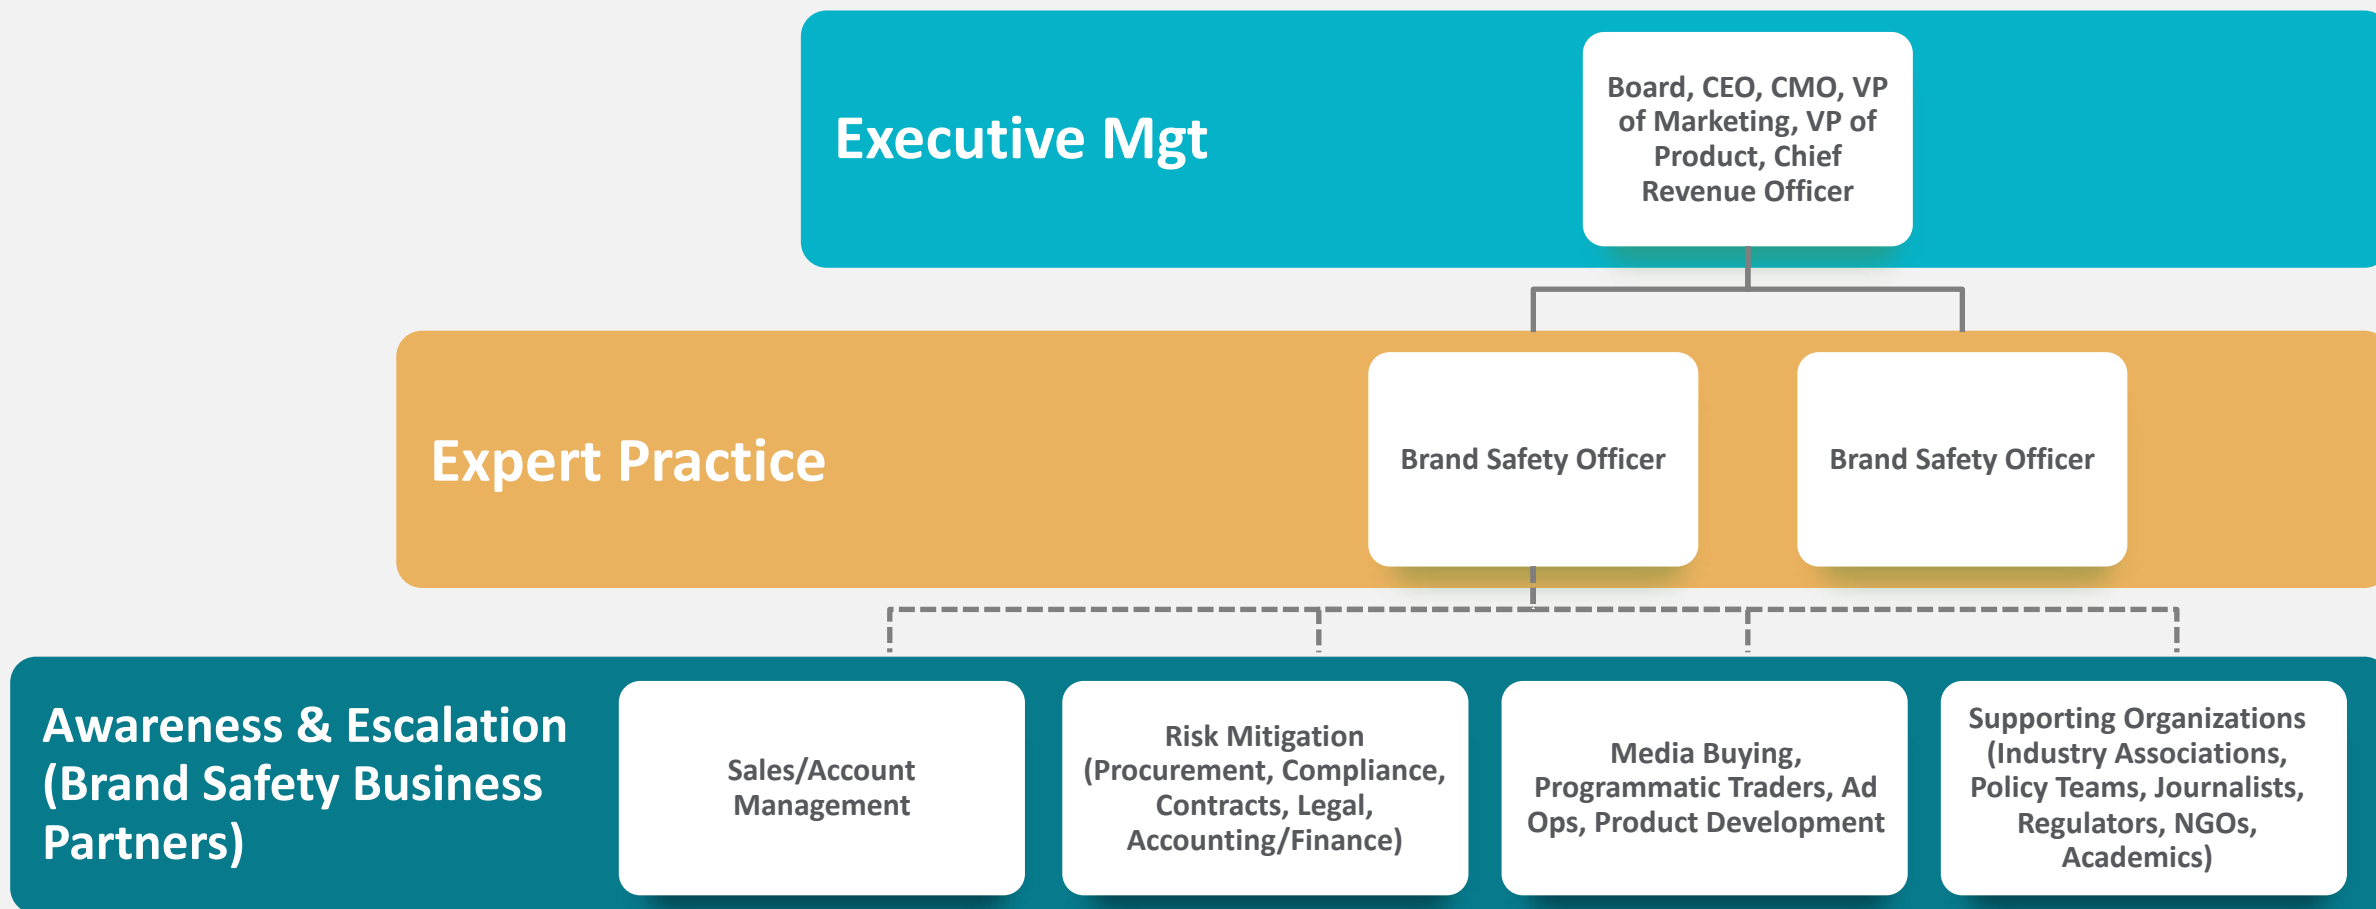 Executive Mgt
Board, CEO, CMO, VP
of Marketing, VP of
Product, Chief
Revenue Officer
Expert Practice
Brand Safety Officer
Brand Safety Officer
Awareness & Escalation
(Brand Safety Business
Partners)
Sales/Account
Management
Risk Mitigation
(Procurement, Compliance,
Contracts, Legal,
Accounting/Finance)
Media Buying,
Programmatic Traders, Ad
Ops, Product Development
Supporting Organizations
(Industry Associations,
Policy Teams, Journalists,
Regulators, NGOs,
Academics)